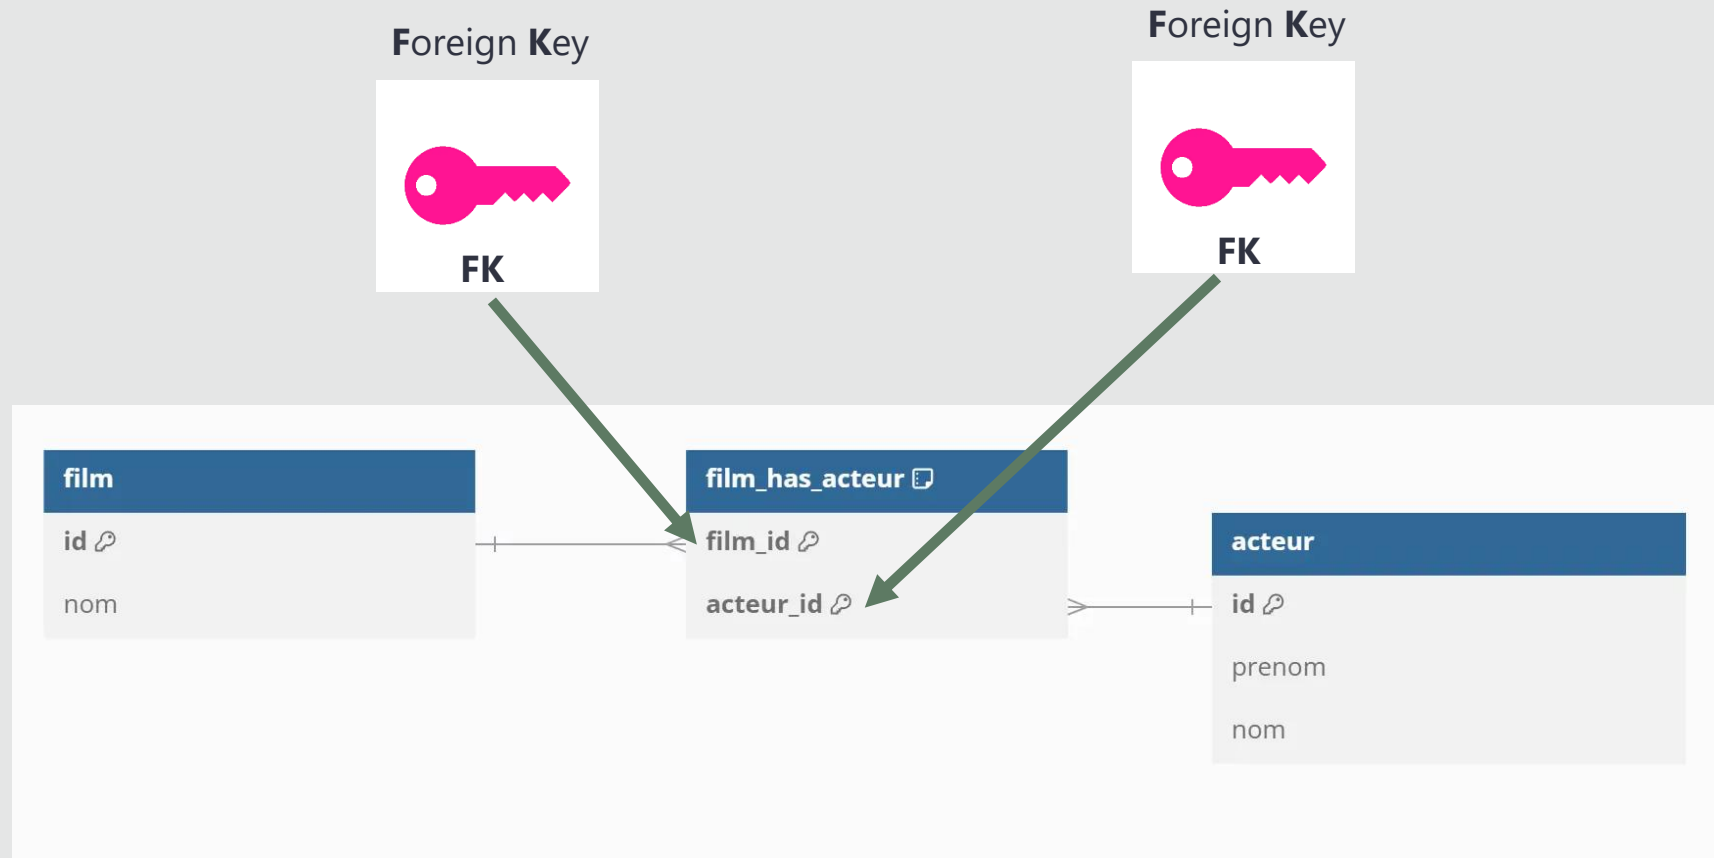 Foreign Key
FK
Foreign Key
FK
film
id
nom
film_has_acteur
film_id
acteur_id
acteur
id
prenom
nom